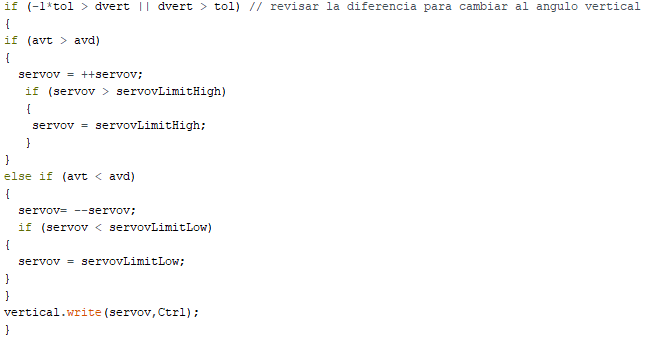 if (-1*tol > dvert || dvert > tol) // revisar la diferencia para cambiar al angulo vertical
{
if (avt > avd)
{
  servov = ++servov;
   if (servov > servovLimitHigh)
   {
    servov = servovLimitHigh;
   }
}
else if (avt < avd)
{
  servov= --servov;
  if (servov < servovLimitLow)
{
  servov = servovLimitLow;
}
}
vertical.write(servov,Ctrl);
}